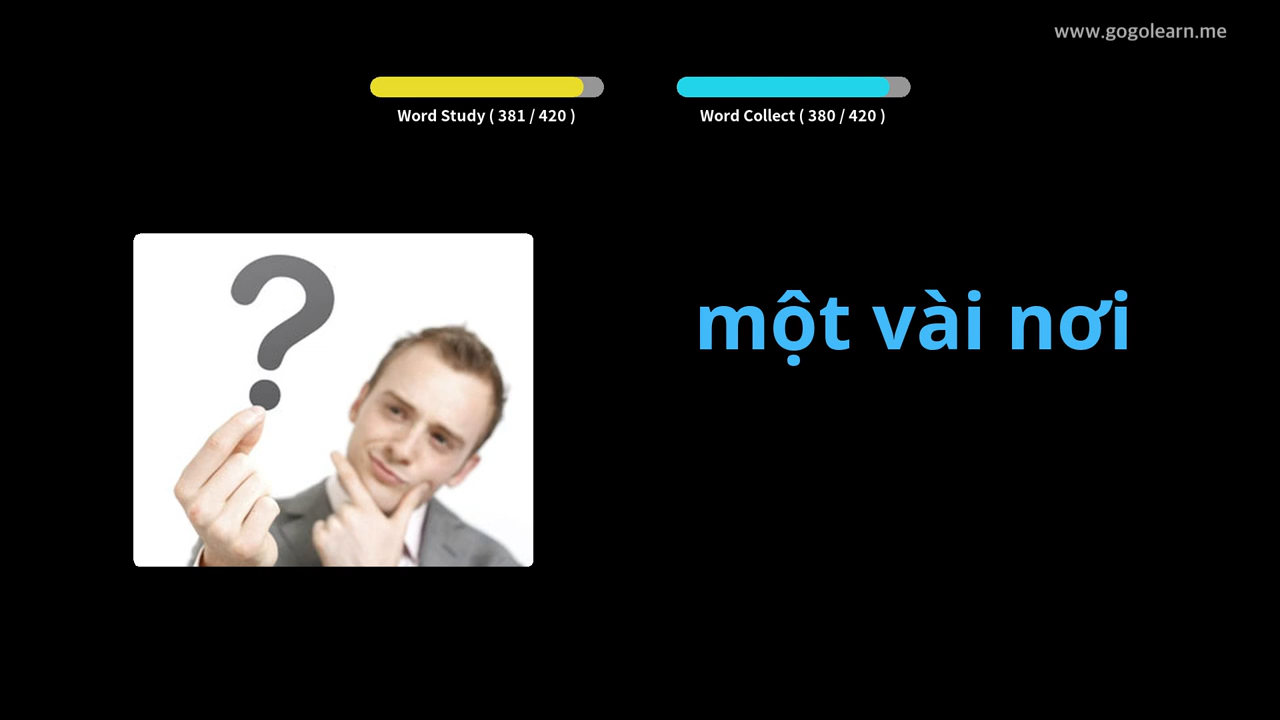 www.gogolearn.me
Word Study ( 381 / 420 )
Word Collect ( 380 / 420 )
?
một vài nơi